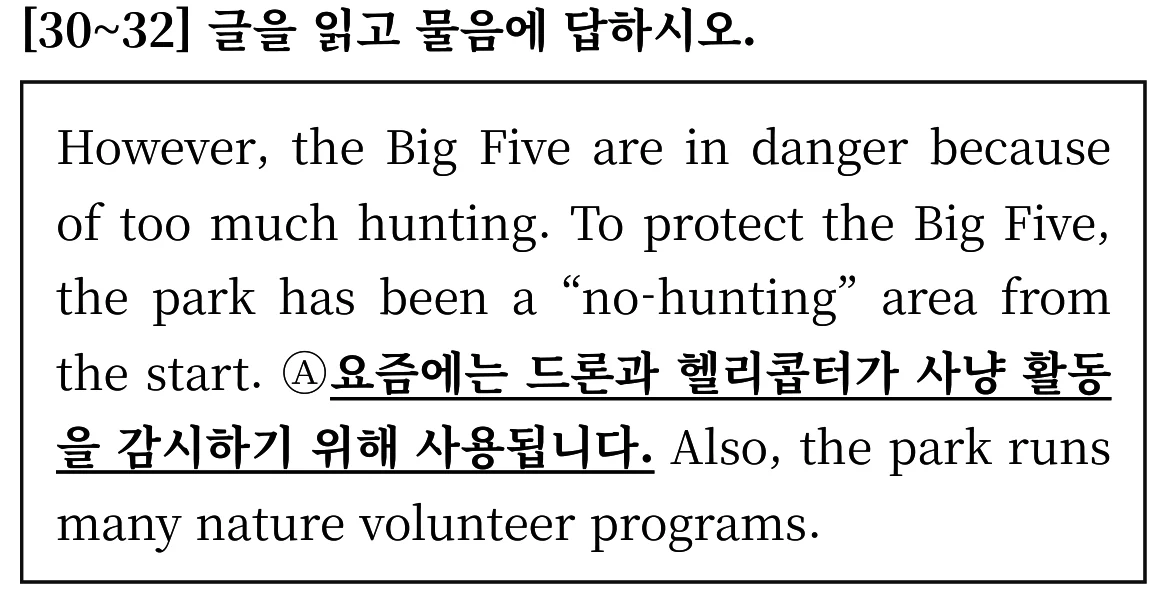 [30~32] 글을 읽고 물음에 답하시오.
However, the Big Five are in danger because
of too much hunting. To protect the Big Five,
the park has been a “no-hunting” area from
the start. Ⓐ요즘에는 드론과 헬리콥터가 사냥 활동
을 감시하기 위해 사용됩니다. Also, the park runs
many nature volunteer programs.